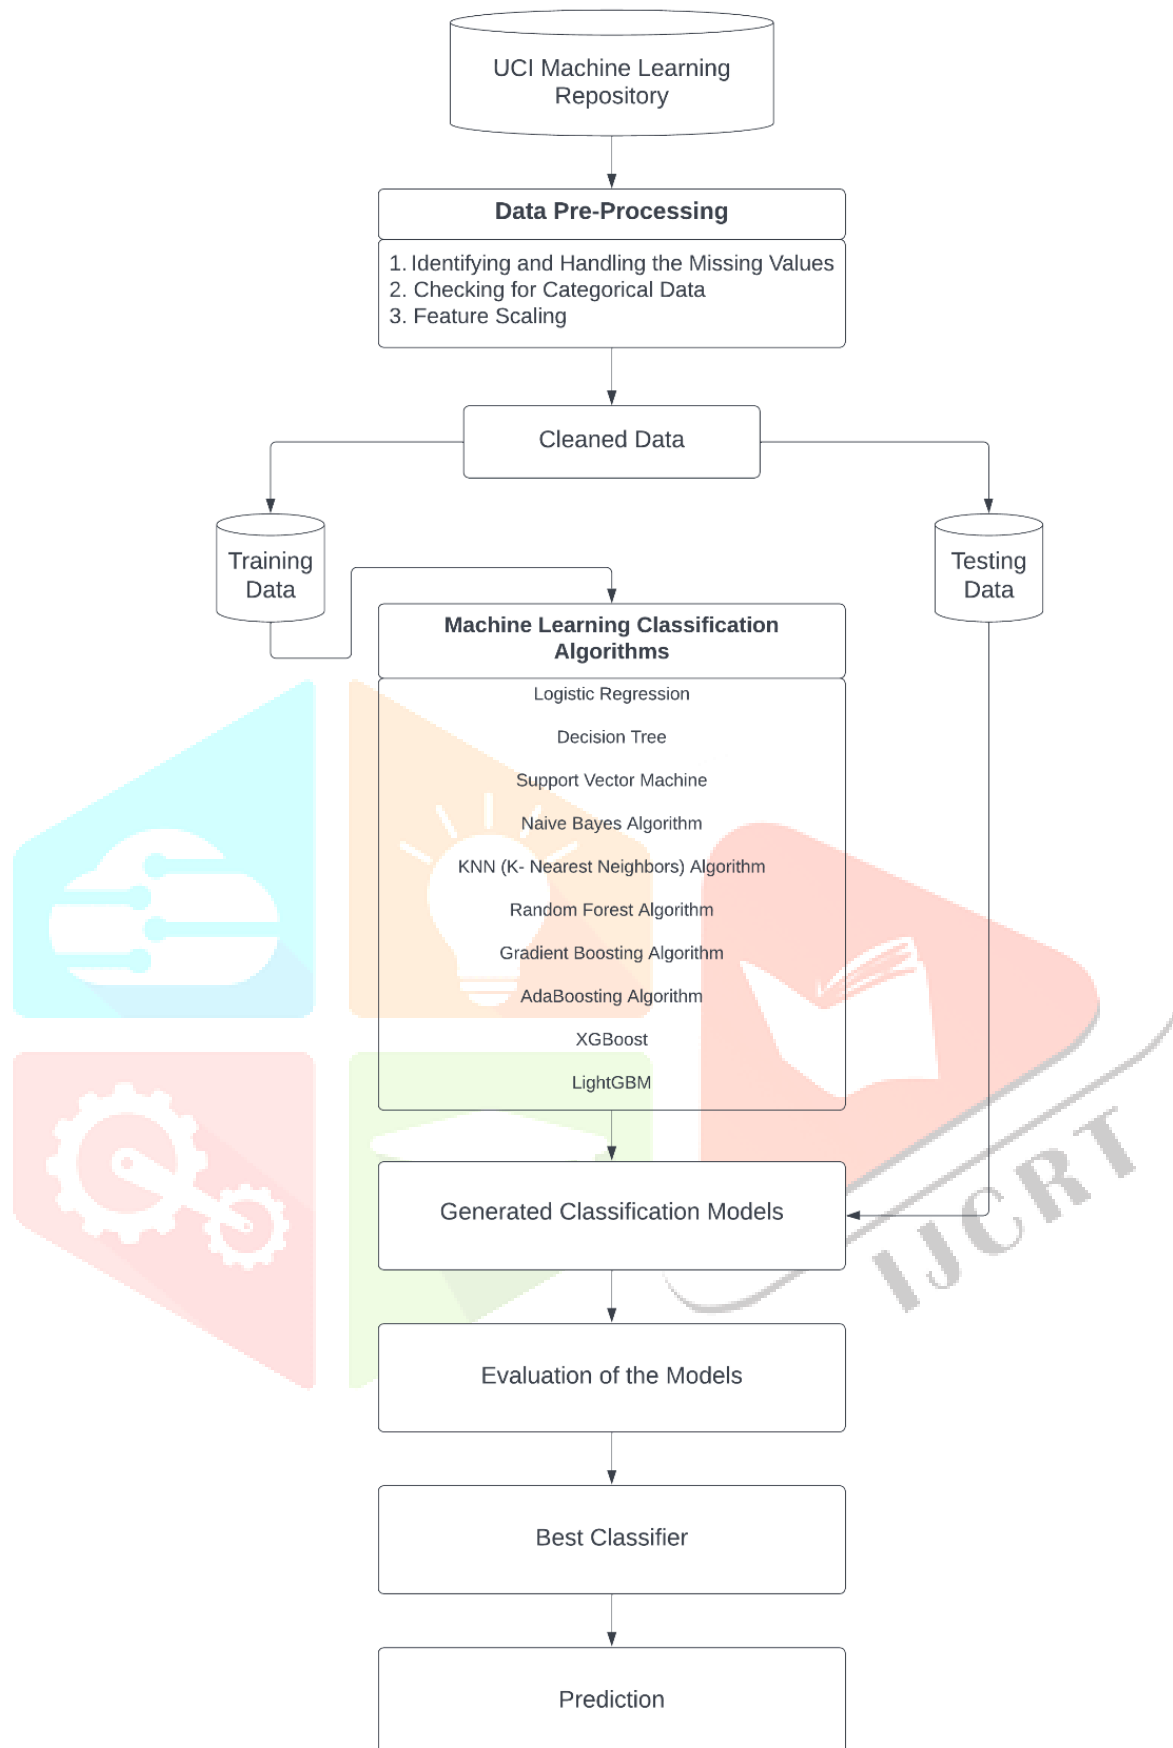 UCI Machine Learning
Repository
Data Pre-Processing
1. Identifying and Handling the Missing Values
2. Checking for Categorical Data
3. Feature Scaling
Cleaned Data
Training
Data
Testing
Data
Machine Learning Classification
Algorithms
Logistic Regression
Decision Tree
Support Vector Machine
Naive Bayes Algorithm
KNN (K- Nearest Neighbors) Algorithm
Random Forest Algorithm
Gradient Boosting Algorithm
AdaBoosting Algorithm
XGBoost
LightGBM
Generated Classification Models
IJCRT
Evaluation of the Models
Best Classifier
Prediction